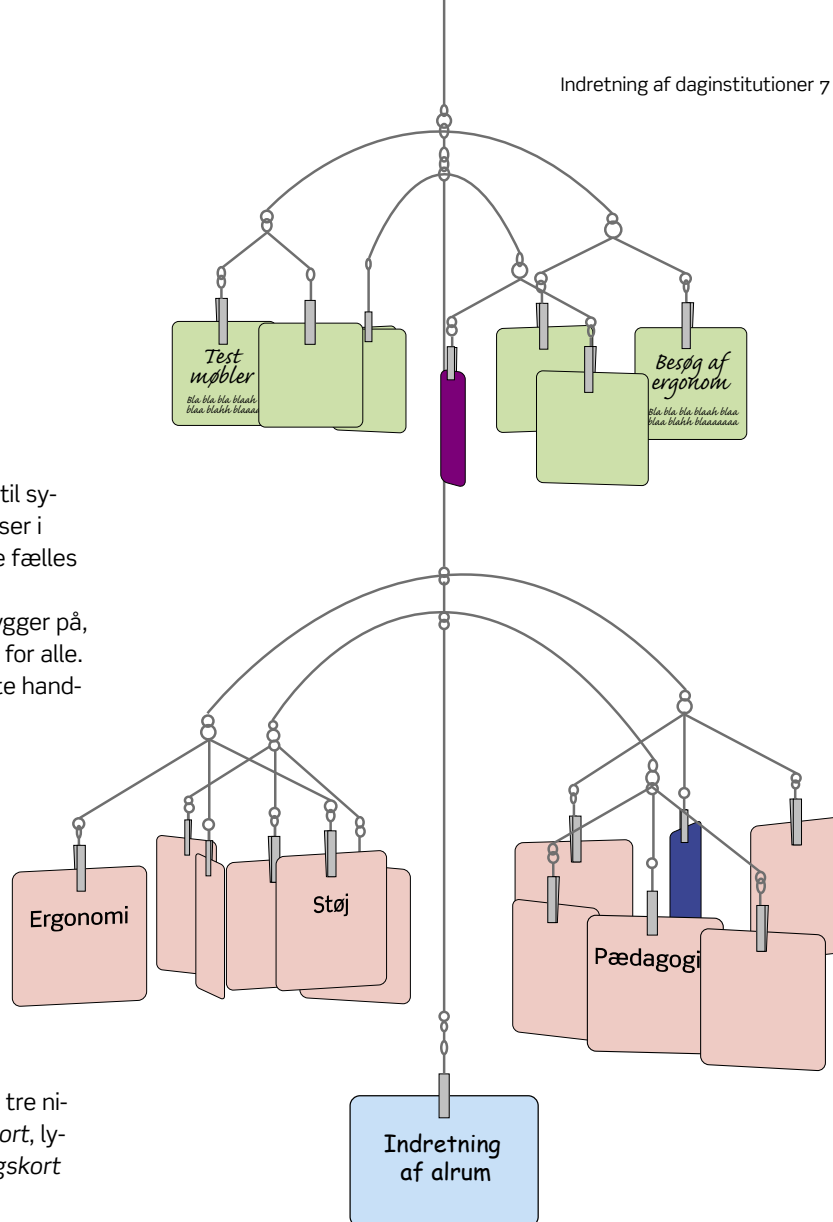 Indretning af daginstitutioner 7
Test
møbler
Bla bla bla blaah
blaa blahh blaaaa
Besøg af
ergonom
Bla bla bla blaah blaa
blaa blahh blaaaaaaa
til sy-
ser i
e fælles
ygger på,
for alle.
te hand-
Ergonomi
Støj
Pædagogi
tre ni-
ort, ly-
gskort
Indretning
af alrum